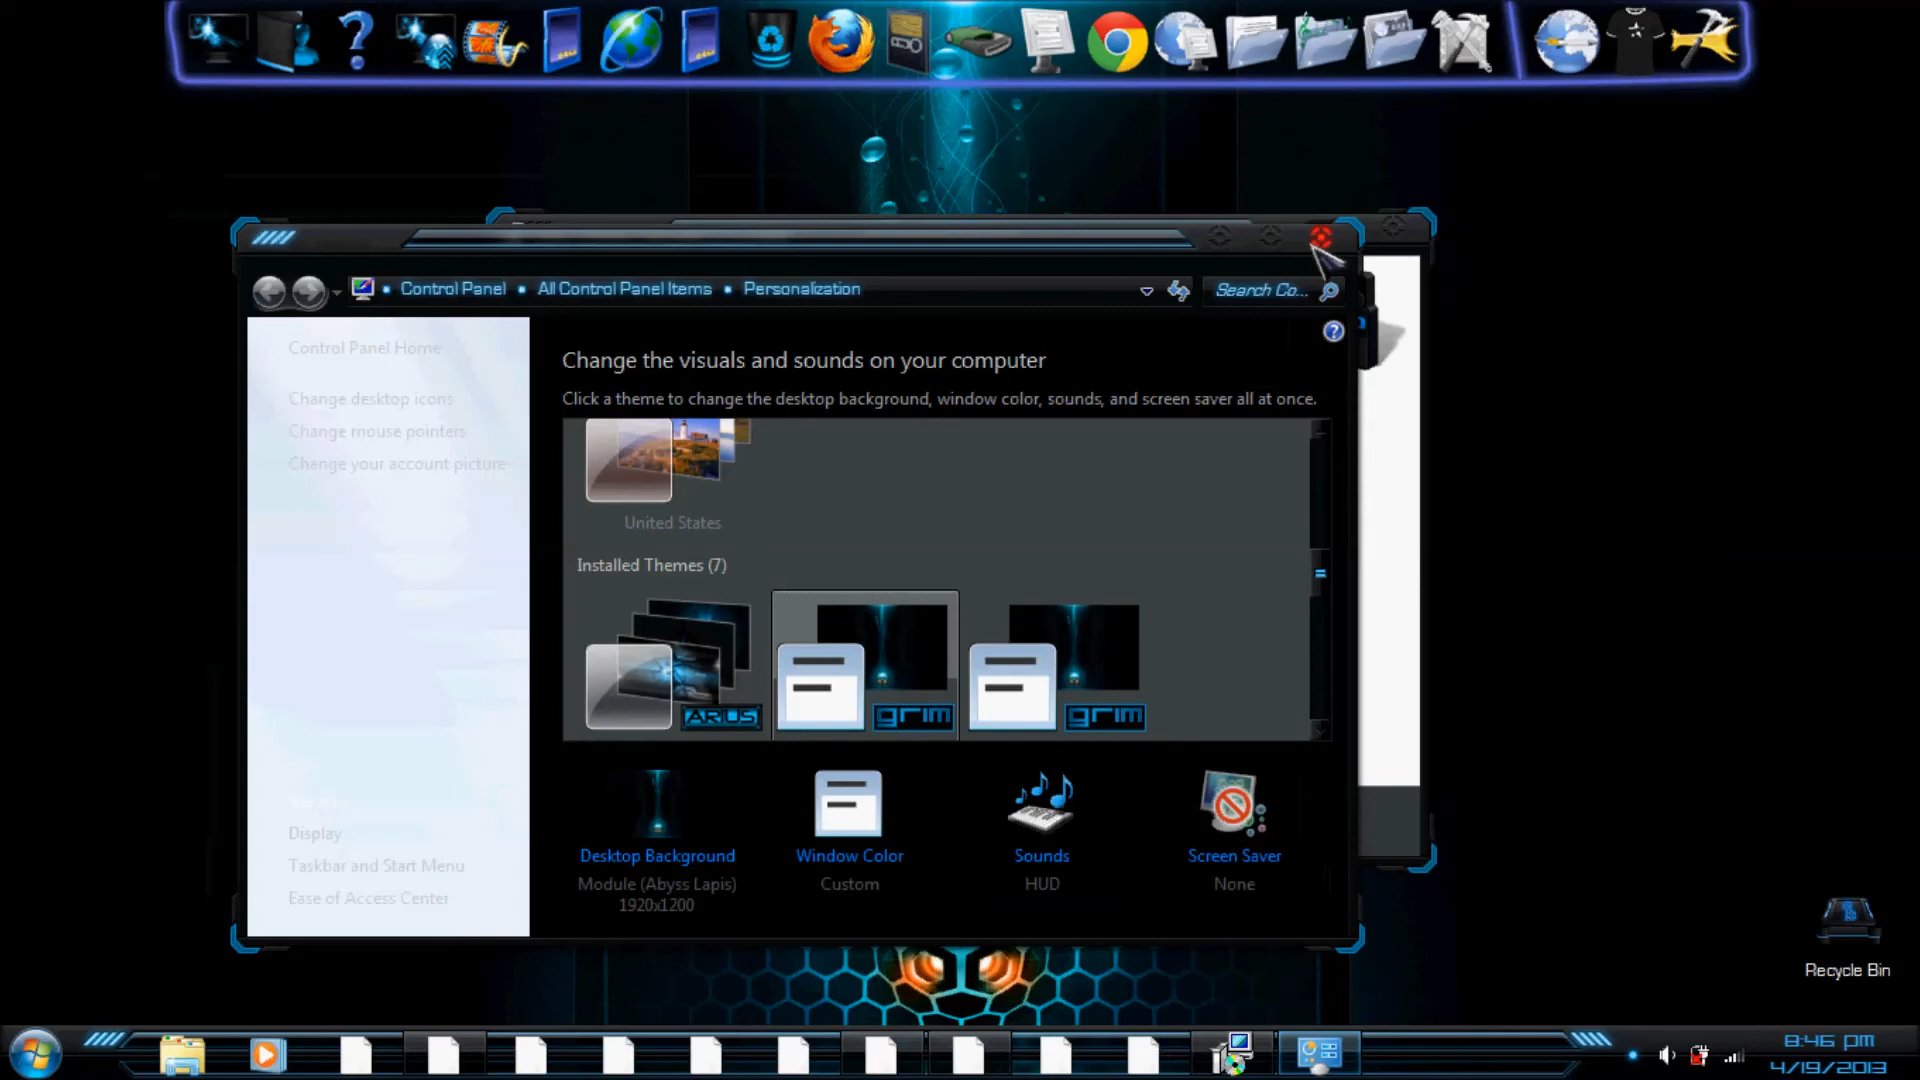 Control Panel
All Control Panel Items
Personalization
Search Co...
Control Panel Home
Change desktop icons
Change mouse pointers
Change your account picture
Display
Taskbar and Start Menu
Ease of Access Center
Change the visuals and sounds on your computer
Click a theme to change the desktop background, window color, sounds, and screen saver all at once.
United States
Installed Themes (7)
ARUS
grim
grim
Desktop Background
Module (Abyss Lapis)
1920x1200
Window Color
Custom
Sounds
HUD
Screen Saver
None
Recycle Bin
8:46 pm
4/19/2013